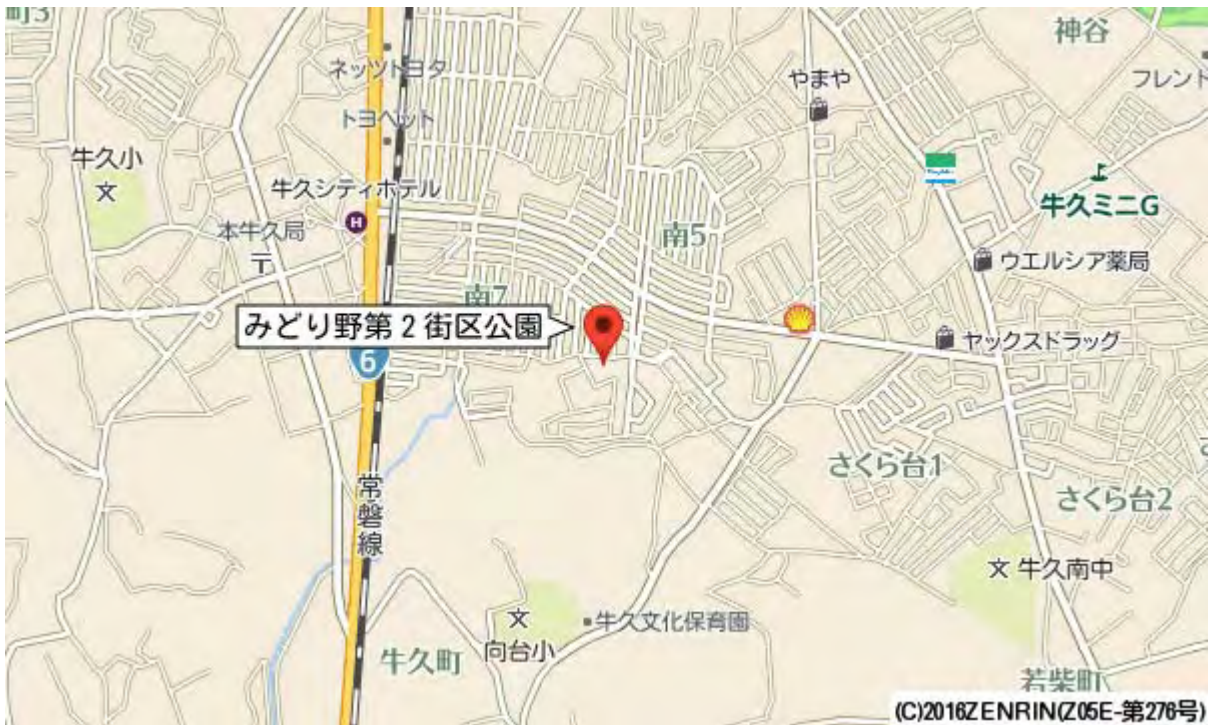 町3
神谷
ネッツトヨタ
やまや
フレンド
トヨペット
牛久小
牛久シティホテル
H
牛久ミニG
本牛久局
南5
ウエルシア薬局
南7
みどり野第2街区公園
ヤックスドラッグ
6
さくら台1
常磐線
さくら台2
牛久南中
牛久文化保育園
向台小
牛久町
若柴町
(C)2016ZENRIN(Z05E-第276号)